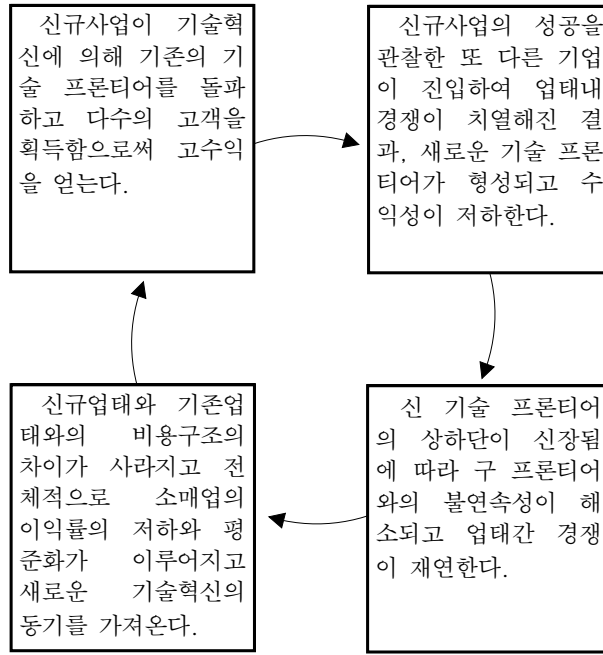 신규사업이 기술혁
신에 의해 기존의 기
술 프론티어를 돌파
하고 다수의 고객을
획득함으로써 고수익
을 얻는다.
신규사업의 성공을
관찰한 또 다른 기업
이 진입하여 업태내
경쟁이 치열해진 결
과, 새로운 기술 프론
티어가 형성되고 수
익성이 저하한다.
신 기술 프론티어
의 상하단이 신장됨
에 따라 구 프론티어
와의 불연속성이 해
소되고 업태간 경쟁
이 재연한다.
신규업태와 기존업
태와의 비용구조의
차이가 사라지고 전
체적으로 소매업의
이익률의 저하와 평
준화가 이루어지고
새로운 기술혁신의
동기를 가져온다.